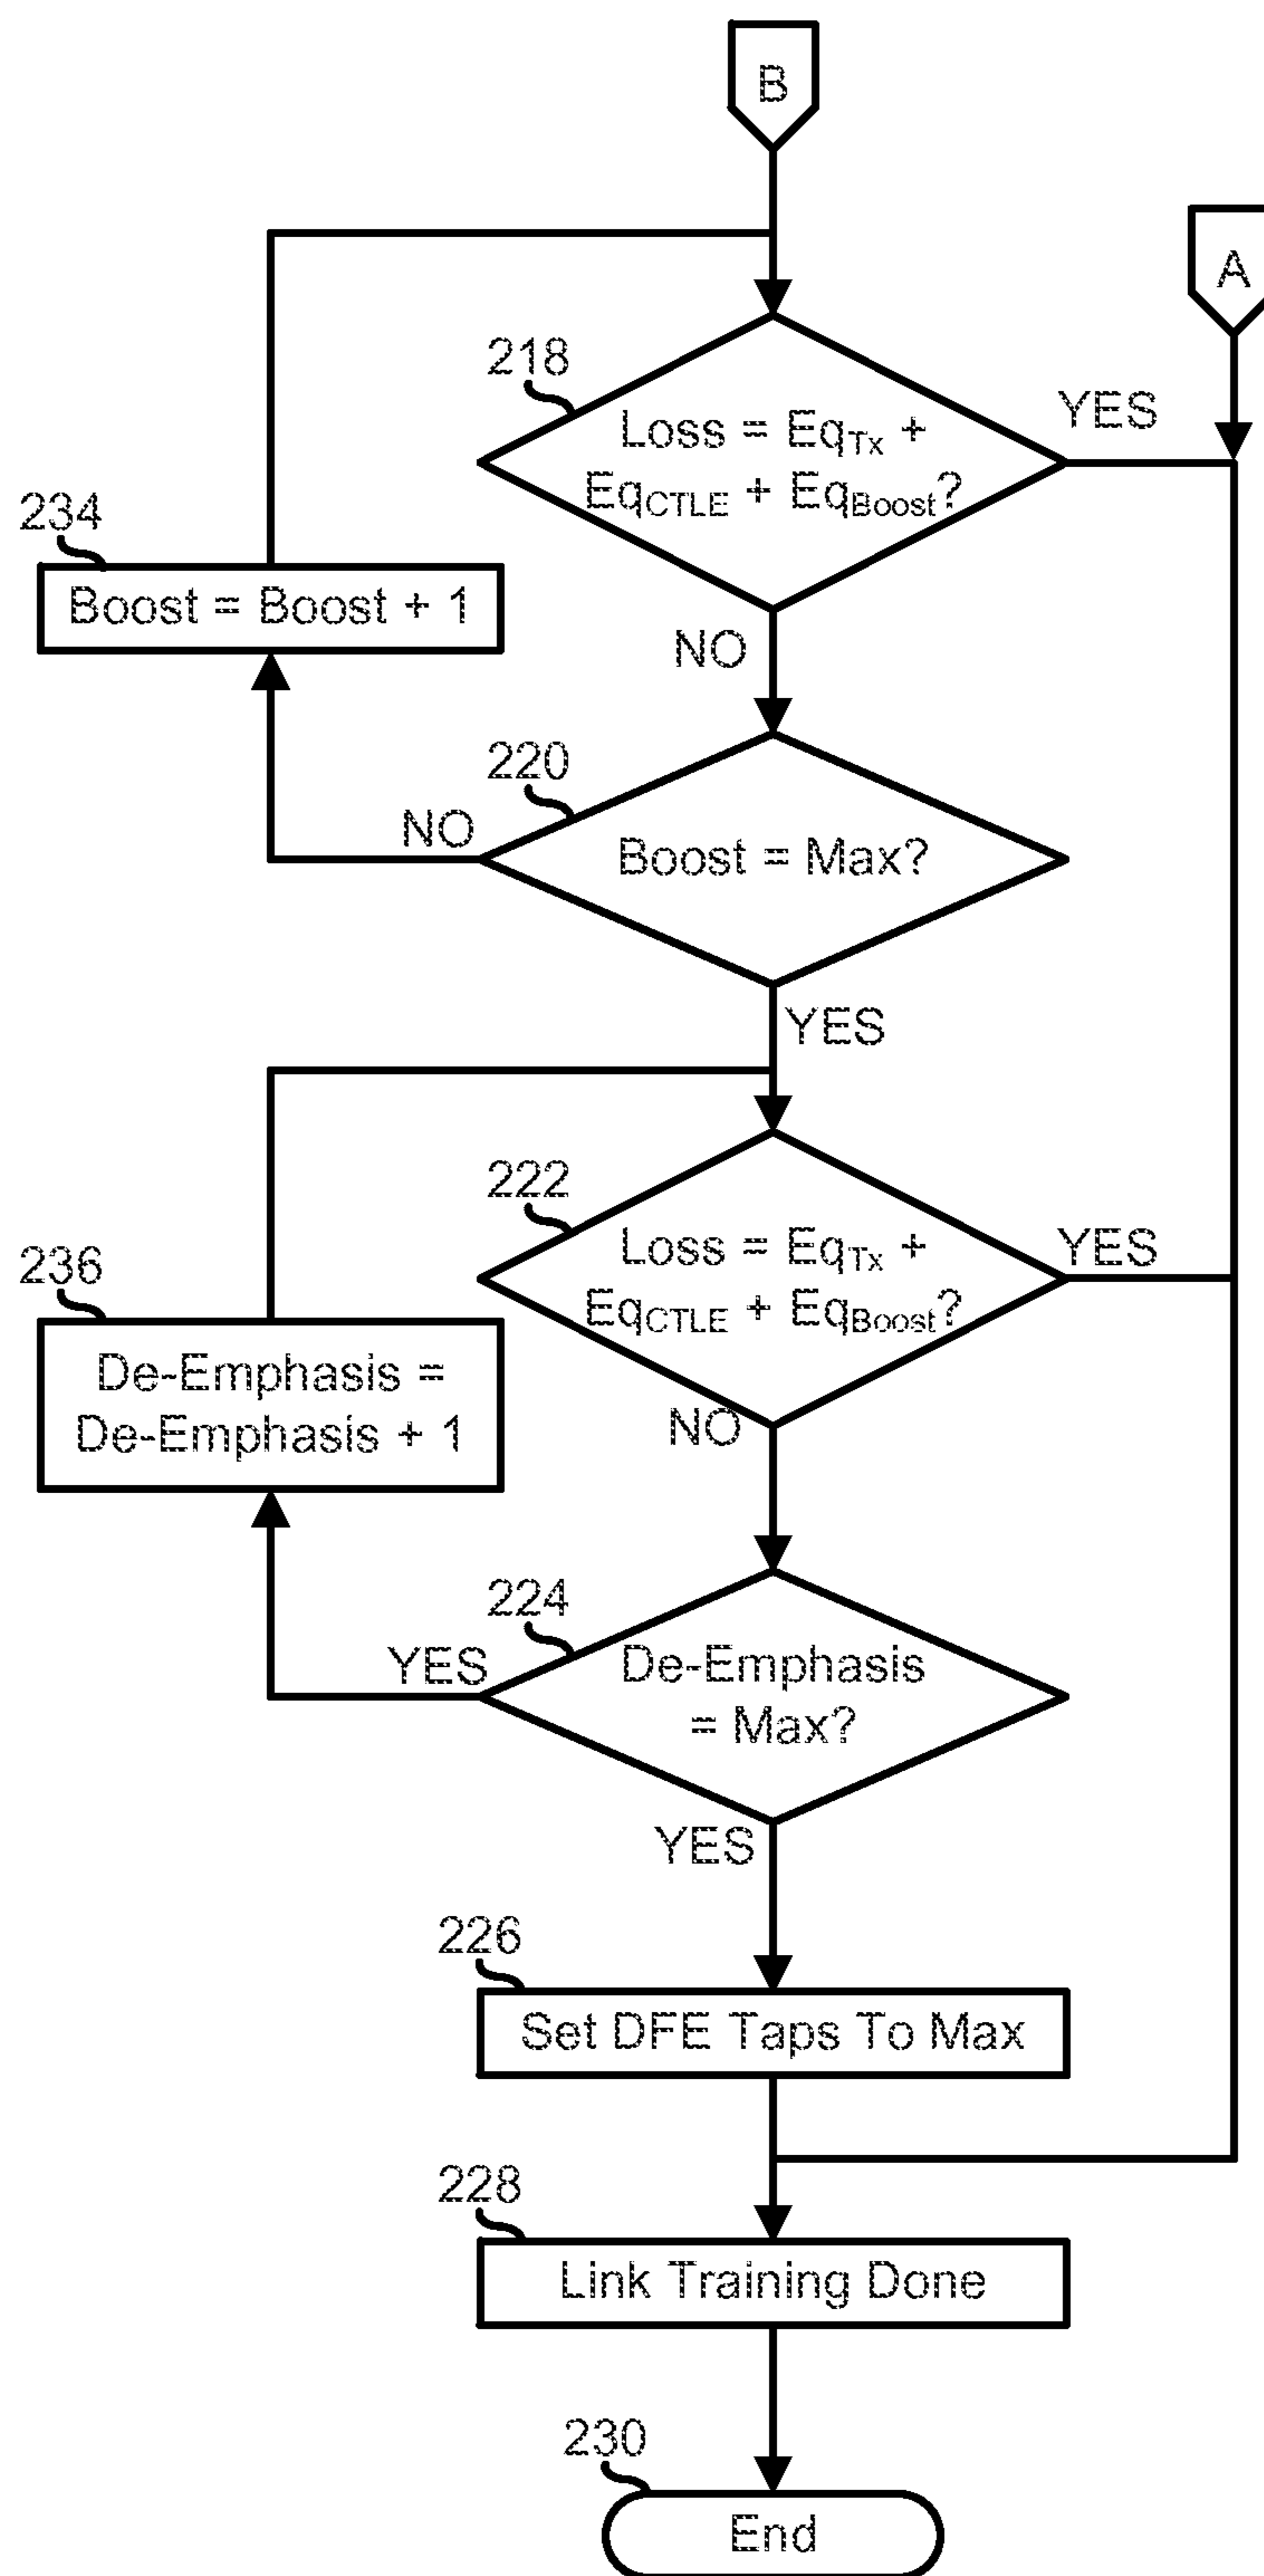 B
A
218
Loss = EqTx +
EqCTLE + EqBoost?
YES
234
Boost = Boost + 1
NO
220
NO
Boost = Max?
YES
222
Loss = EqTx +
EqCTLE + EqBoost?
YES
236
De-Emphasis =
De-Emphasis + 1
NO
224
YES
De-Emphasis
= Max?
YES
226
Set DFE Taps To Max
228
Link Training Done
230
End